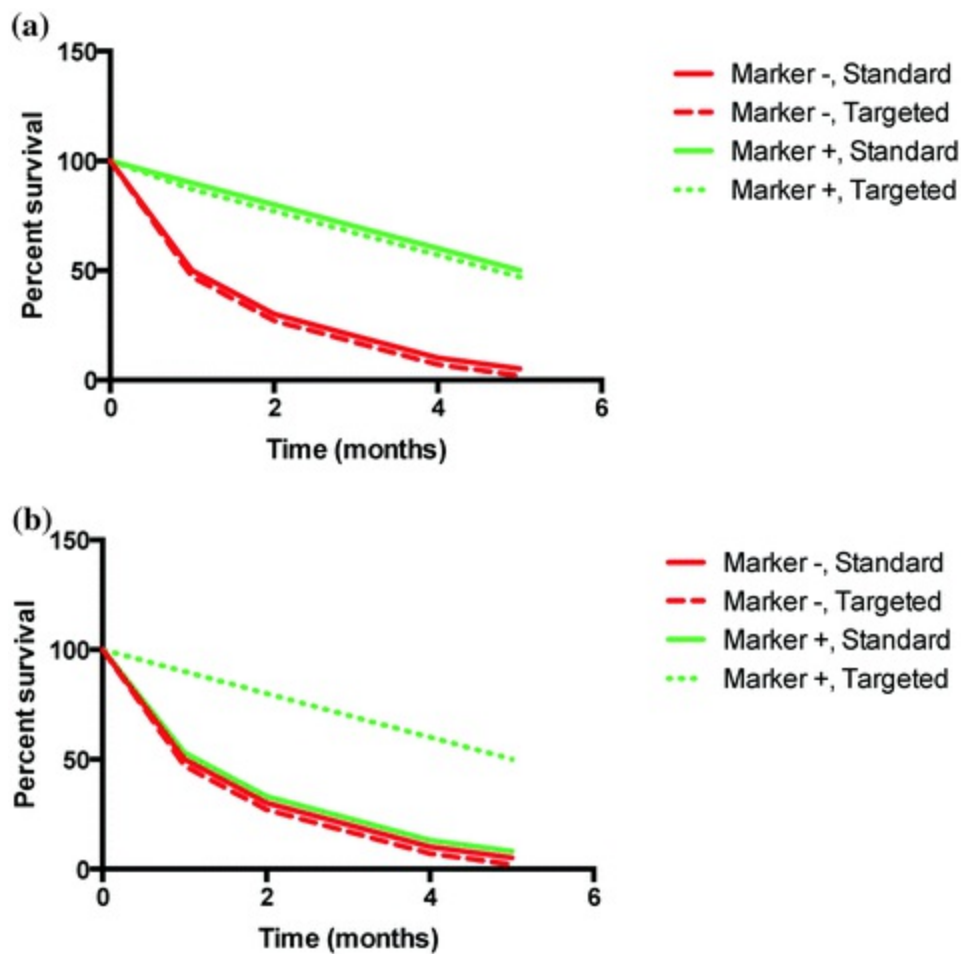 (a)
150
100
50
0
Percent survival
0 2 4 6
Time (months)
Marker -, Standard
Marker -, Targeted
Marker +, Standard
Marker +, Targeted
(b)
150
100
50
0
Percent survival
0 2 4 6
Time (months)
Marker -, Standard
Marker -, Targeted
Marker +, Standard
Marker +, Targeted